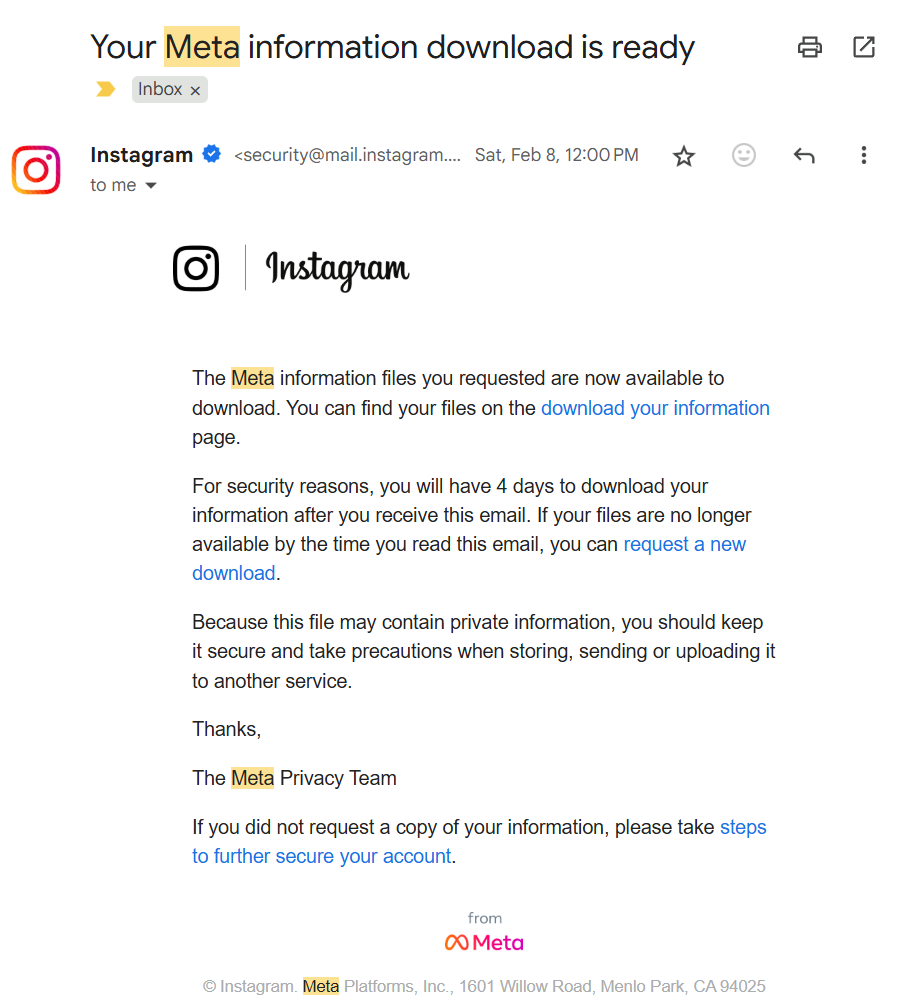 Your Meta information download is ready
Inbox ×
Instagram <security@mail.instagram.... Sat, Feb 8, 12:00 PM
to me
Instagram
The Meta information files you requested are now available to
download. You can find your files on the download your information
page.
For security reasons, you will have 4 days to download your
information after you receive this email. If your files are no longer
available by the time you read this email, you can request a new
download.
Because this file may contain private information, you should keep
it secure and take precautions when storing, sending or uploading it
to another service.
Thanks,
The Meta Privacy Team
If you did not request a copy of your information, please take steps
to further secure your account.
from
Meta
© Instagram. Meta Platforms, Inc., 1601 Willow Road, Menlo Park, CA 94025